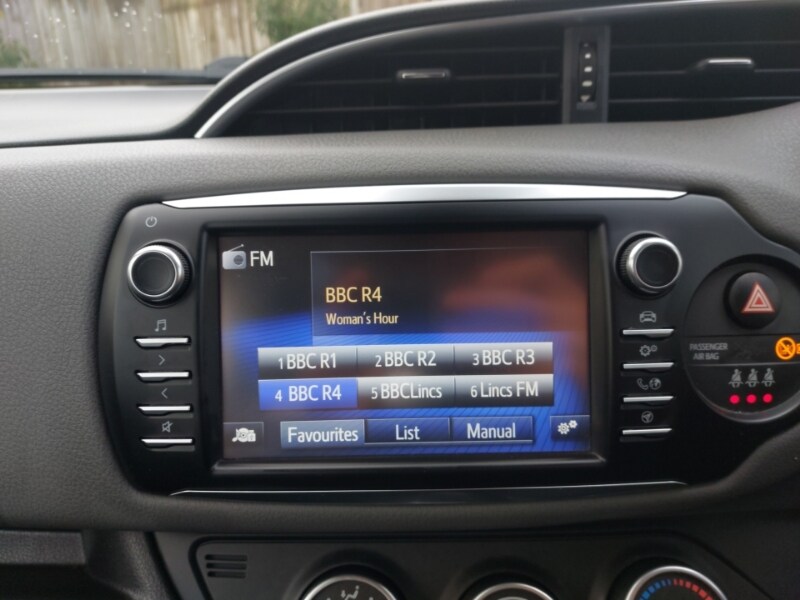 FM
BBC R4
Woman's Hour
1 BBC R1 2 BBC R2 3 BBC R3
4 BBC R4 5 BBCLincs 6 Lincs FM
Favourites List Manual
PASSENGER
AIR BAG